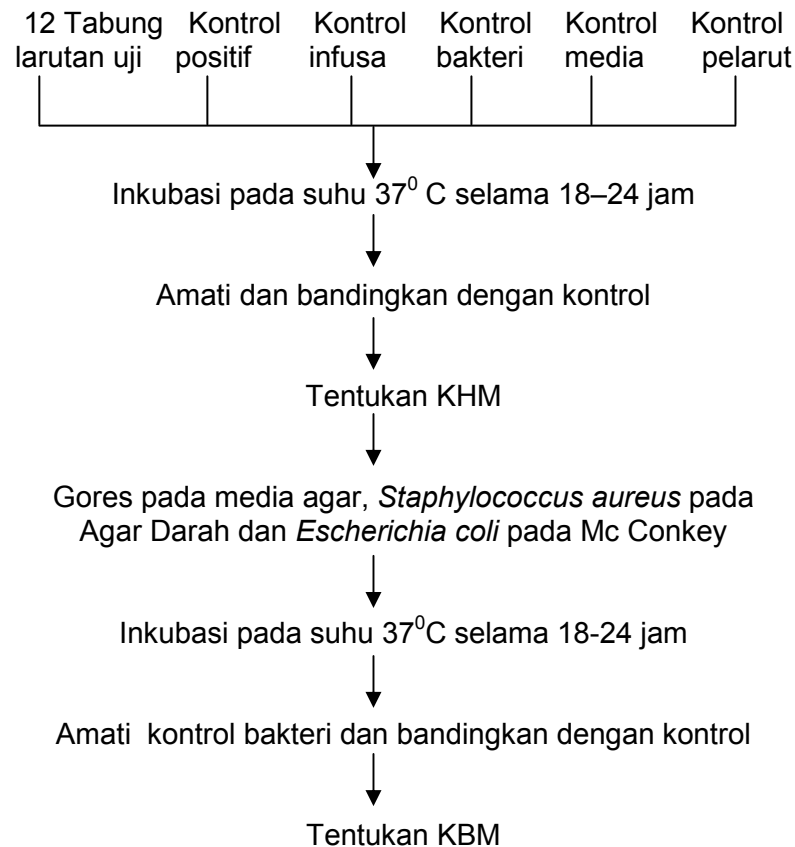 12 Tabung Kontrol Kontrol Kontrol Kontrol Kontrol
larutan uji positif infusa bakteri media pelarut
Inkubasi pada suhu 37⁰ C selama 18–24 jam
Amati dan bandingkan dengan kontrol
Tentukan KHM
Gores pada media agar, Staphylococcus aureus pada
Agar Darah dan Escherichia coli pada Mc Conkey
Inkubasi pada suhu 37⁰C selama 18-24 jam
Amati kontrol bakteri dan bandingkan dengan kontrol
Tentukan KBM